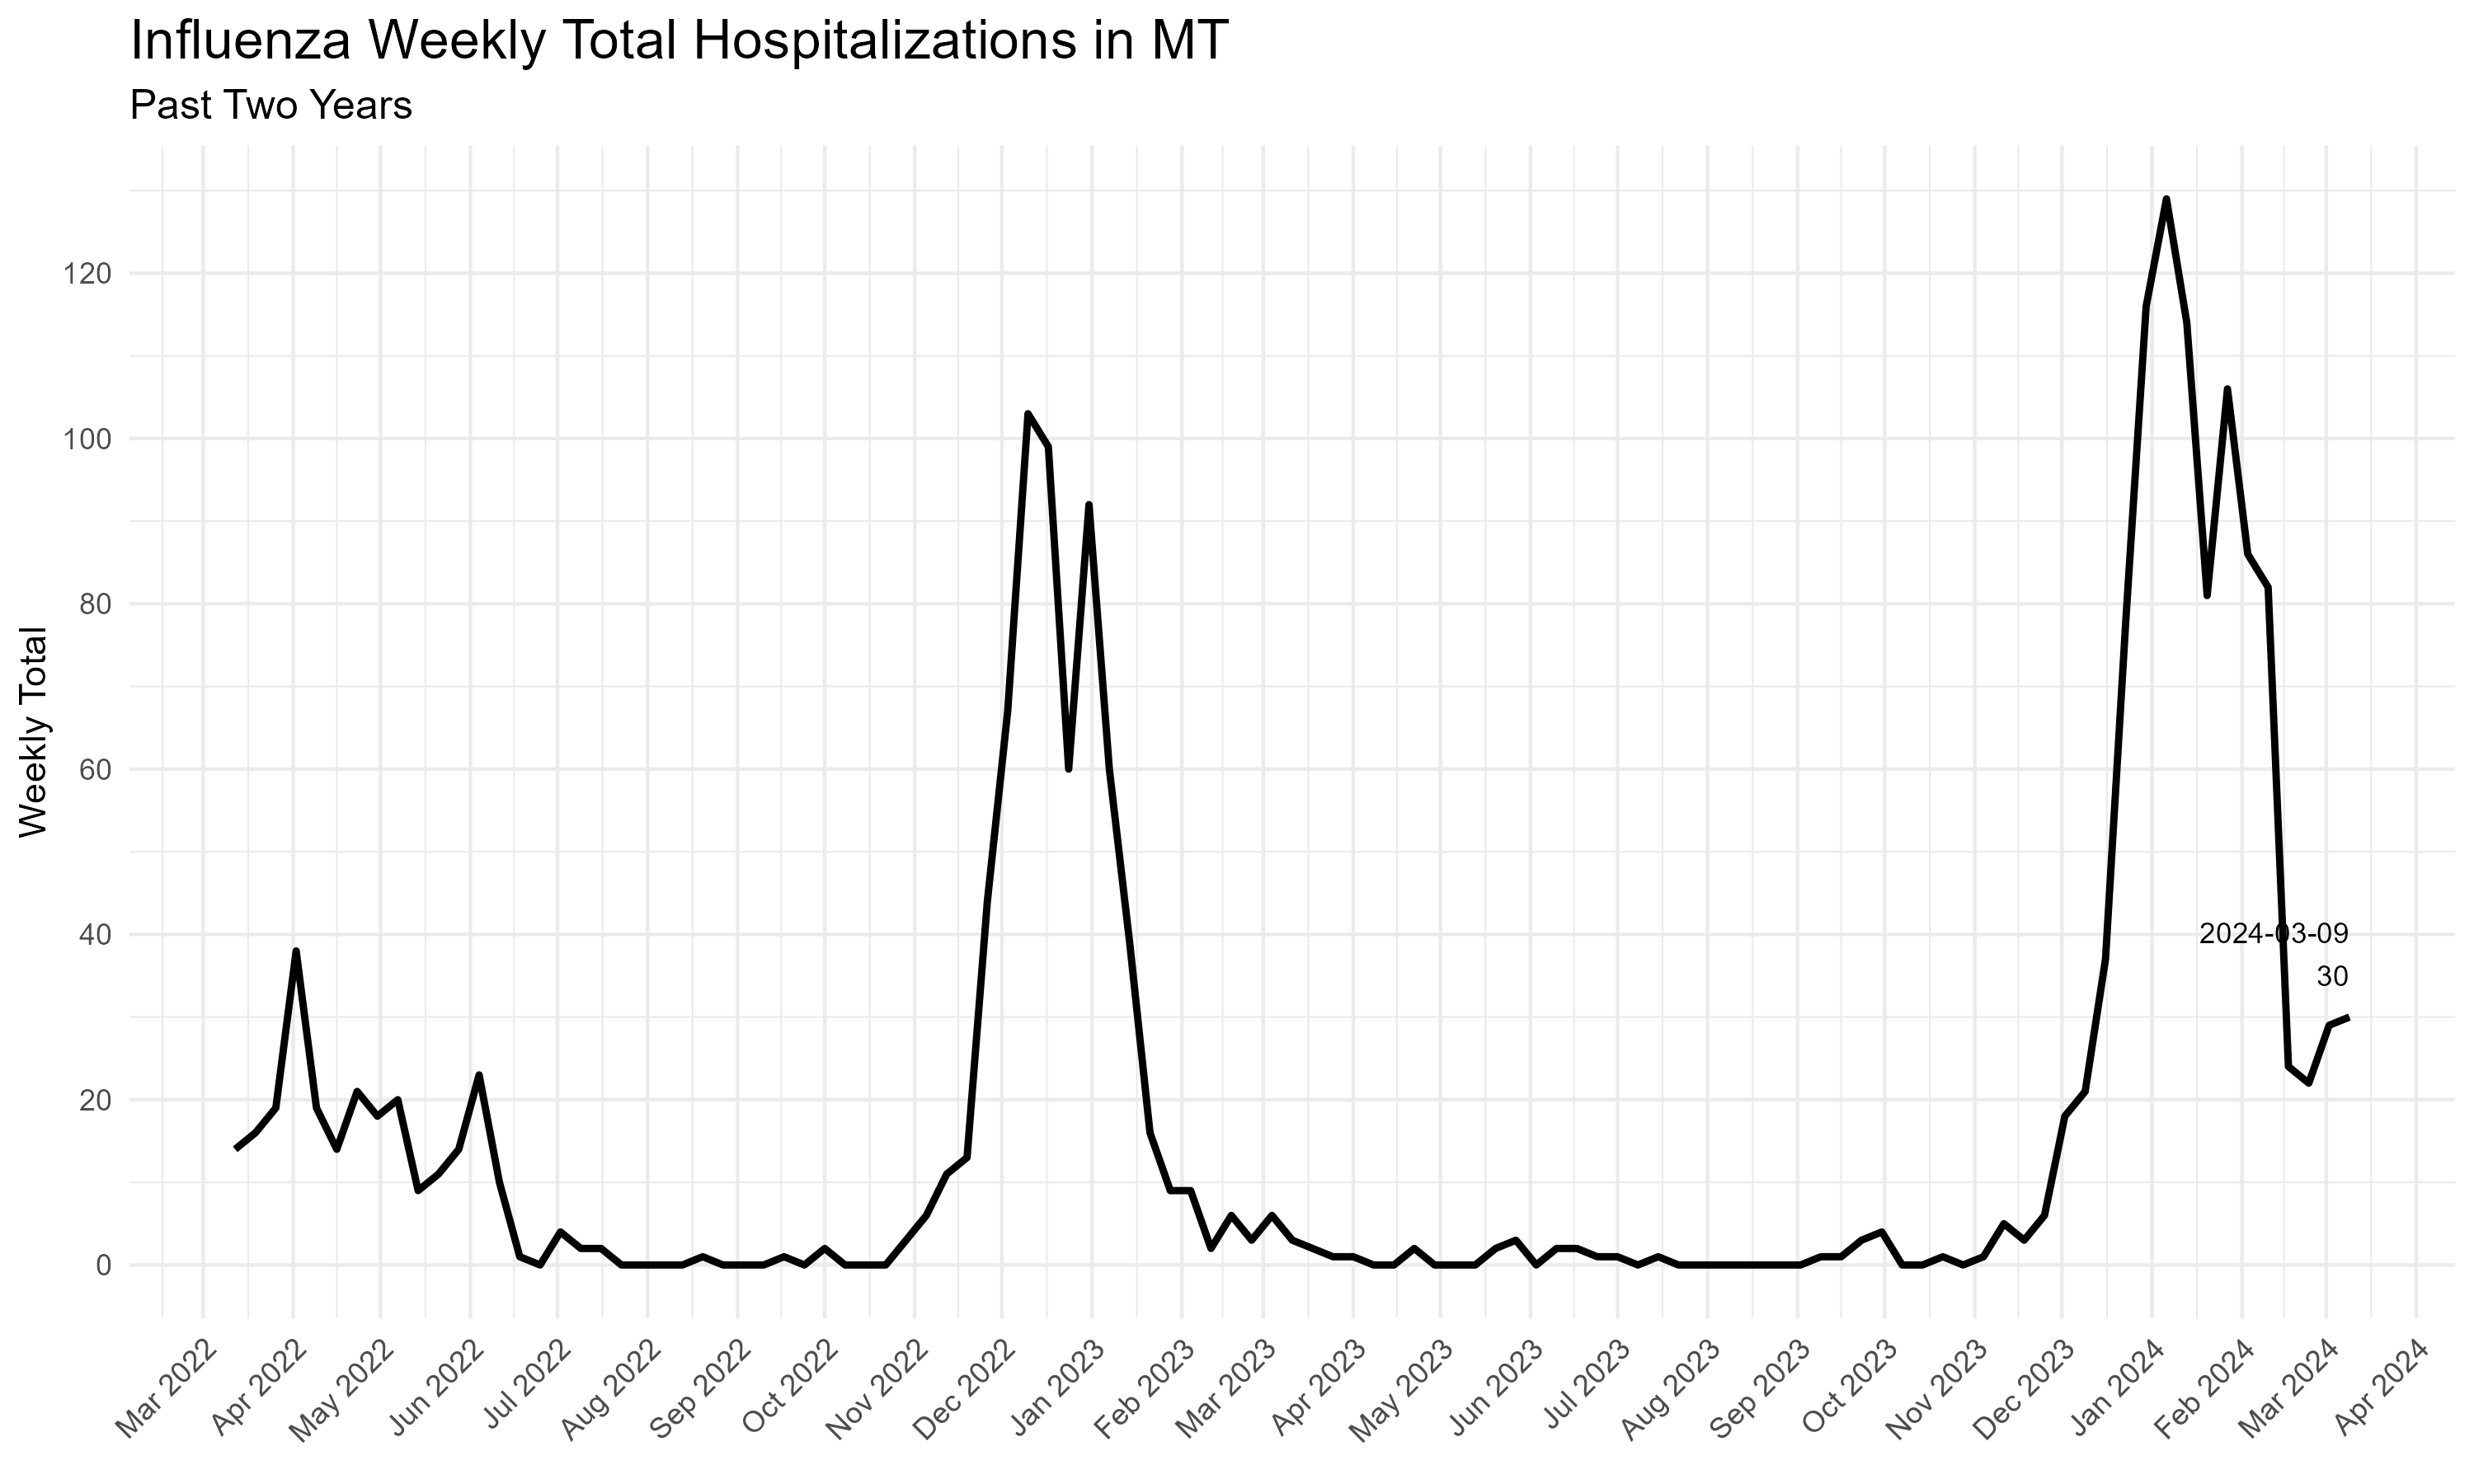 Influenza Weekly Total Hospitalizations in MT
Past Two Years
Weekly Total
120
100
80
60
40
20
0
2024-03-09
30
Mar 2022
Apr 2022
May 2022
Jun 2022
Jul 2022
Aug 2022
Sep 2022
Oct 2022
Nov 2022
Dec 2022
Jan 2023
Feb 2023
Mar 2023
Apr 2023
May 2023
Jun 2023
Jul 2023
Aug 2023
Sep 2023
Oct 2023
Nov 2023
Dec 2023
Jan 2024
Feb 2024
Mar 2024
Apr 2024